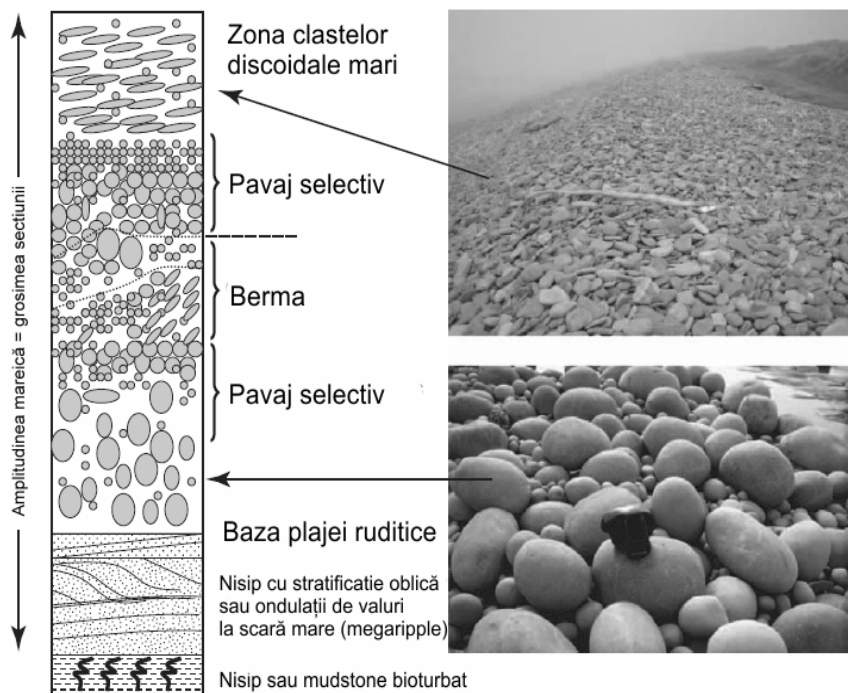 Zona clastelor
discoidale mari
Pavaj selectiv
Berma
Pavaj selectiv
Baza plajei ruditice
Nisip cu stratificatie oblică
sau ondulații de valuri
la scară mare (megaripple)
Nisip sau mudstone bioturbat
Amplitudinea mareică = grosimea sectiunii